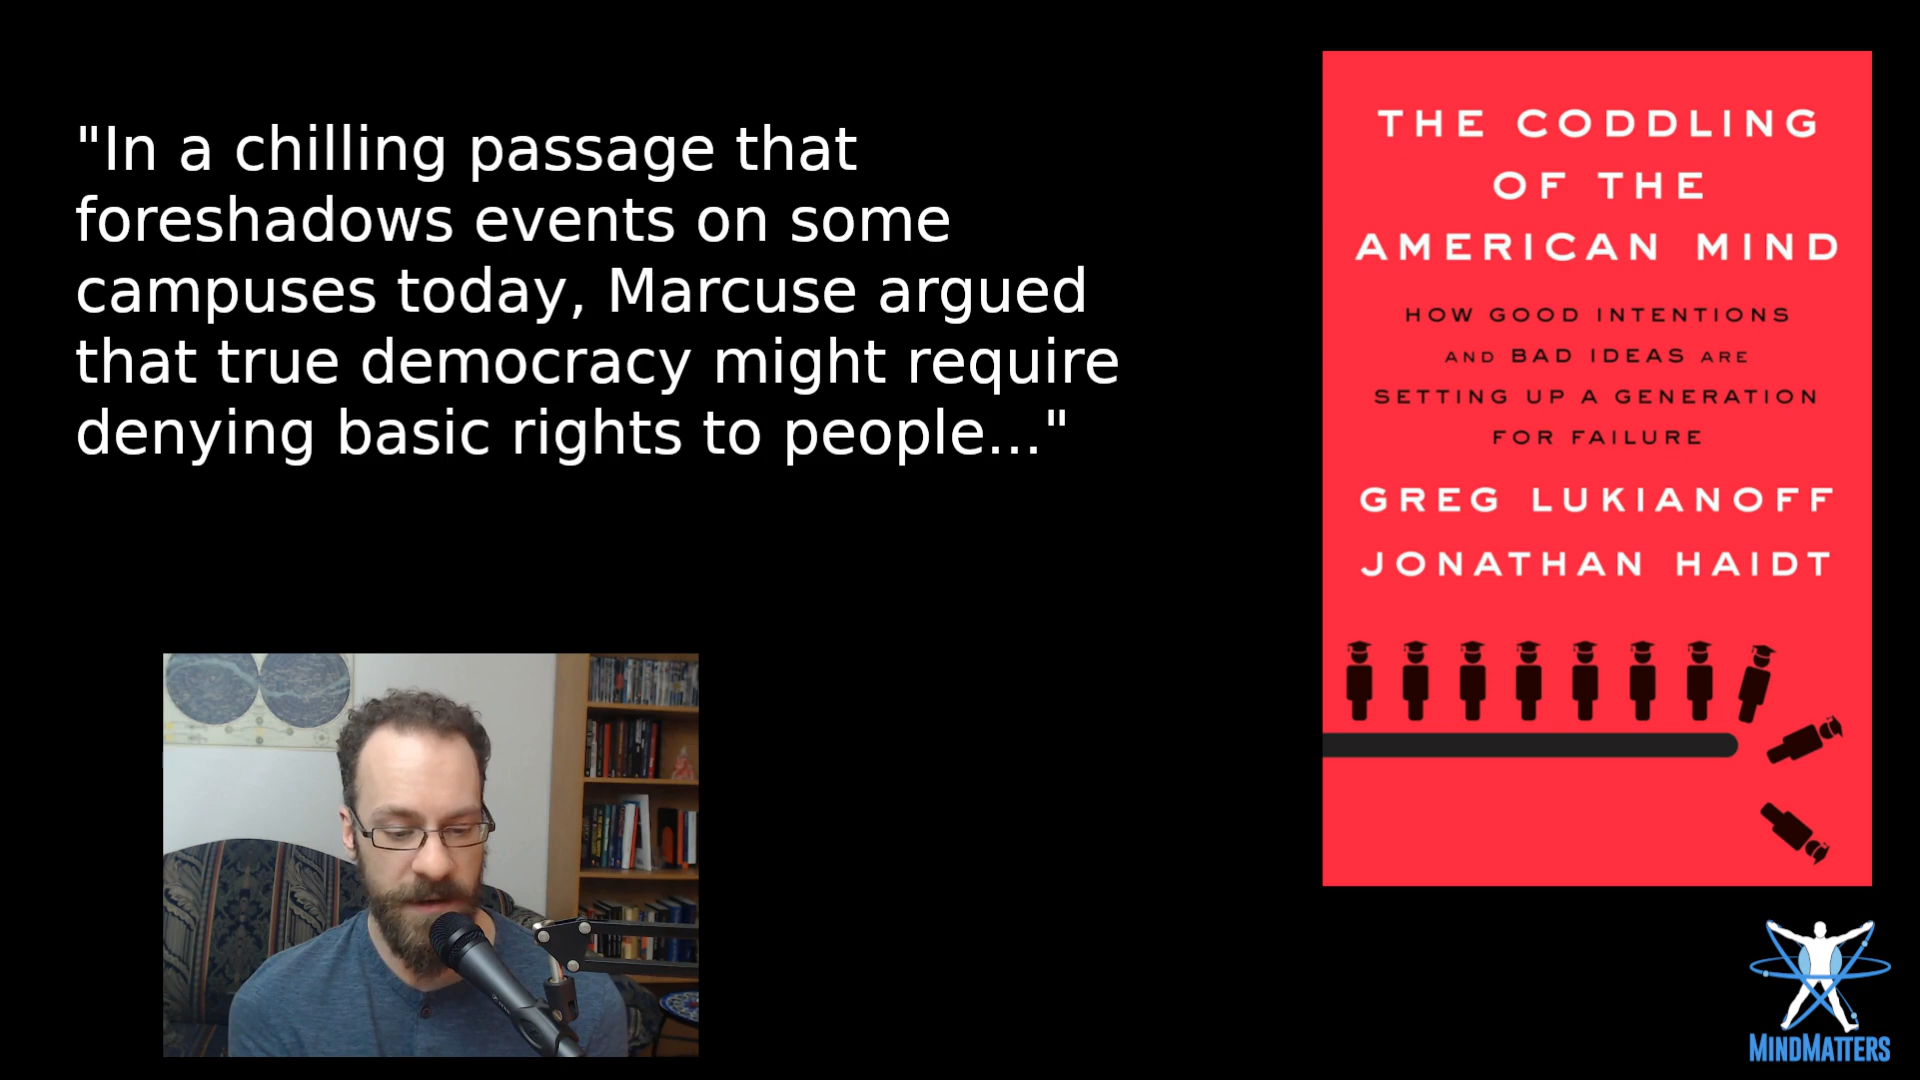 "In a chilling passage that
foreshadows events on some
campuses today, Marcuse argued
that true democracy might require
denying basic rights to people..."
THE CODDLING
OF THE
AMERICAN MIND
HOW GOOD INTENTIONS
AND BAD IDEAS ARE
SETTING UP A GENERATION
FOR FAILURE
GREG LUKIANOFF
JONATHAN HAIDT
MINDMATTERS